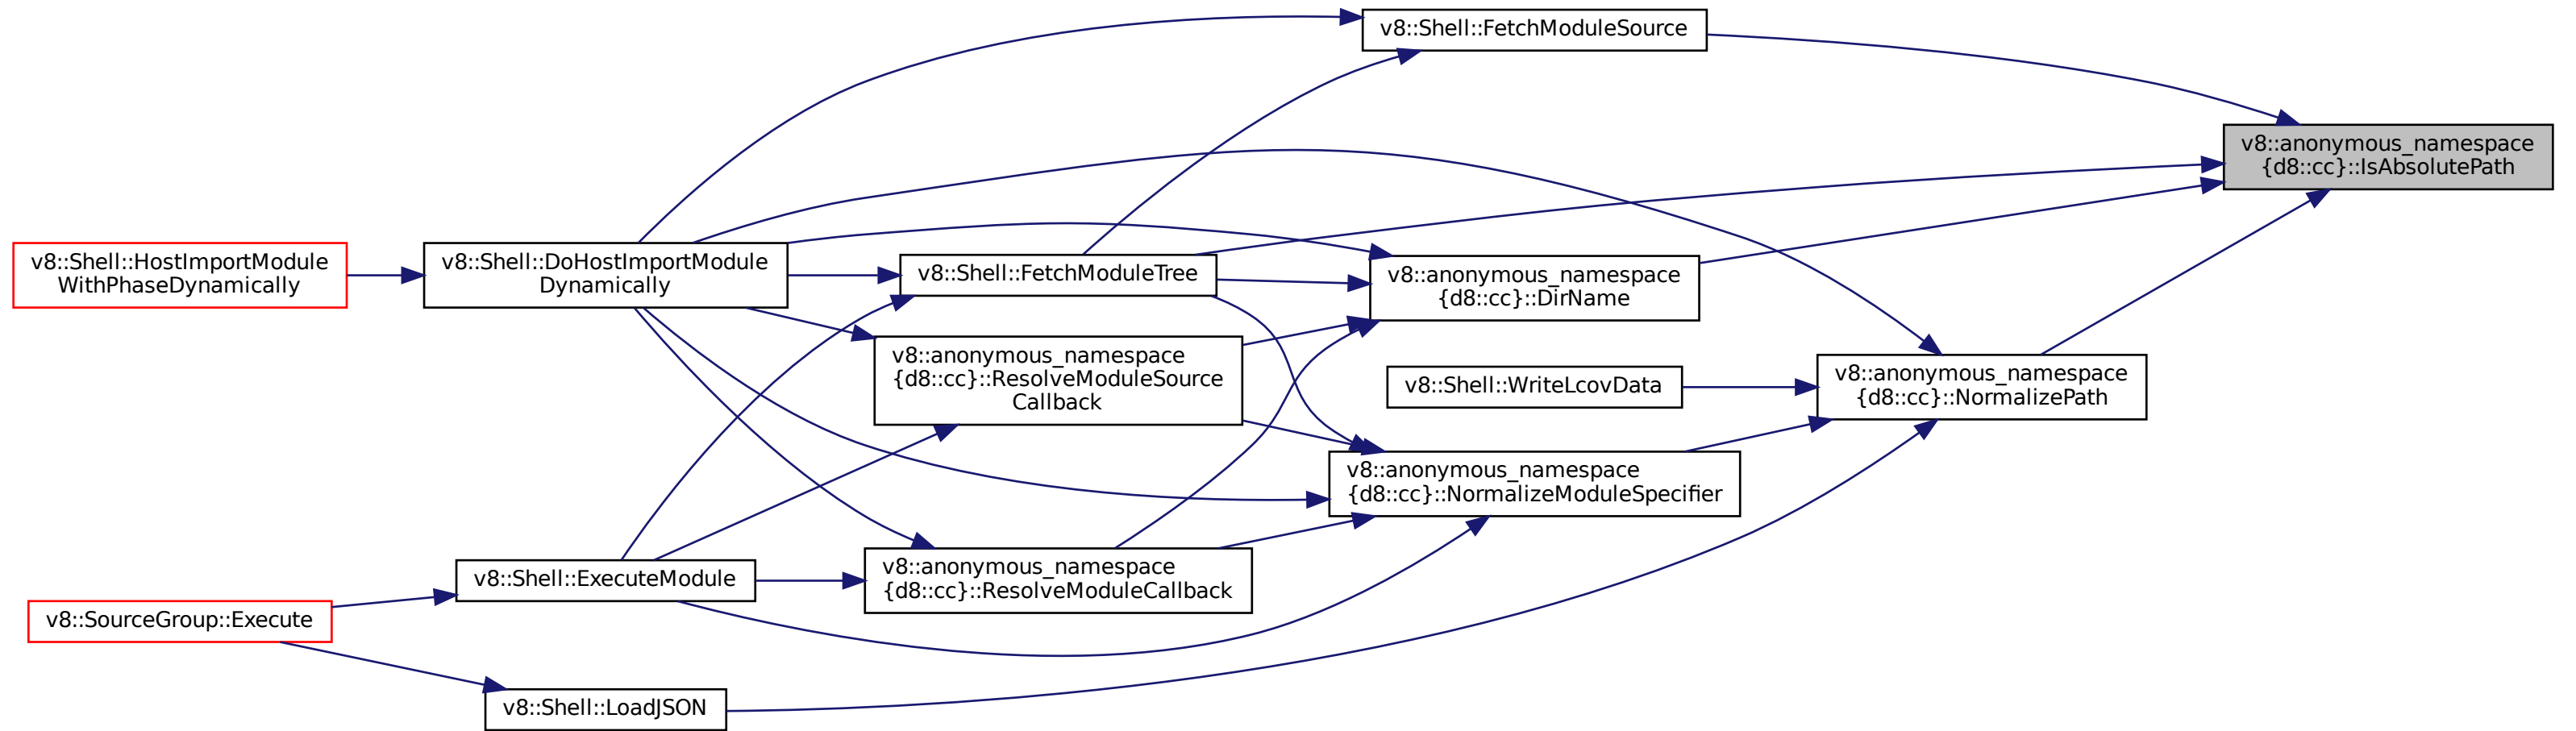 v8::Shell::FetchModuleSource
v8::anonymous_namespace
{d8::cc}::IsAbsolutePath
v8::Shell::HostImportModule
WithPhaseDynamically
v8::Shell::DoHostImportModule
Dynamically
v8::Shell::FetchModuleTree
v8::anonymous_namespace
{d8::cc}::DirName
v8::anonymous_namespace
{d8::cc}::ResolveModuleSource
Callback
v8::Shell::WriteLcovData
v8::anonymous_namespace
{d8::cc}::NormalizePath
v8::anonymous_namespace
{d8::cc}::NormalizeModuleSpecifier
v8::Shell::ExecuteModule
v8::anonymous_namespace
{d8::cc}::ResolveModuleCallback
v8::SourceGroup::Execute
v8::Shell::LoadJSON